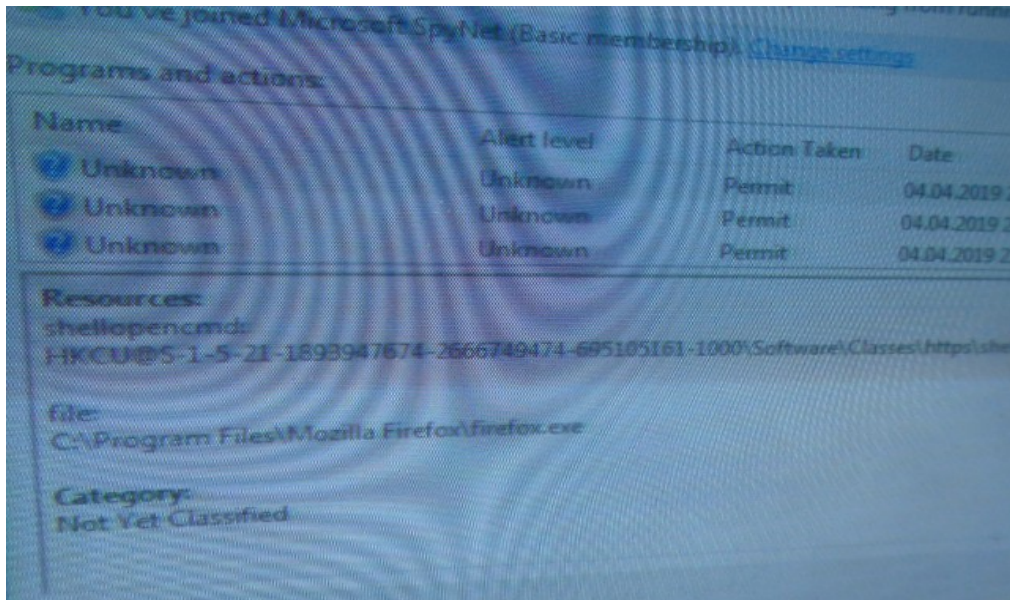 You've joined Microsoft SpyNet (Basic membership). Change settings
Programs and actions:
Name Alert level Action Taken Date
Unknown Unknown Permit 04.04.2019
Unknown Unknown Permit 04.04.2019
Unknown Unknown Permit 04.04.2019
Resources:
shellopencmd:
HKCU@S-1-5-21-1893947674-2666749474-695105161-1000\Software\Classes\https\she
file:
C:\Program Files\Mozilla Firefox\firefox.exe
Category:
Not Yet Classified